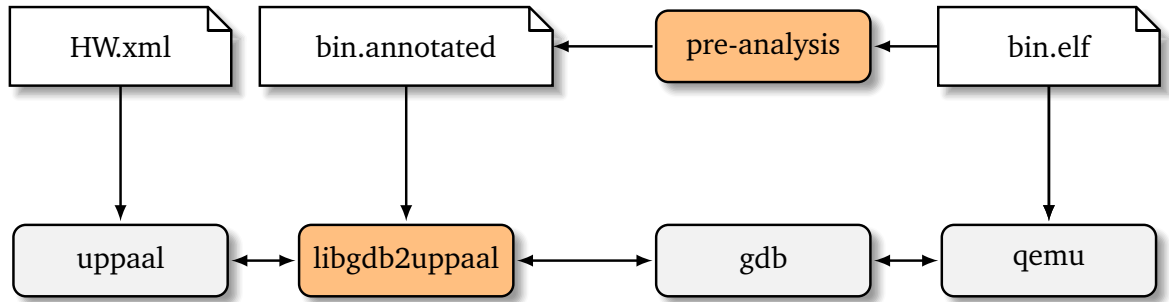 HW.xml
bin.annotated
pre-analysis
bin.elf
uppaal
libgdb2uppaal
gdb
qemu